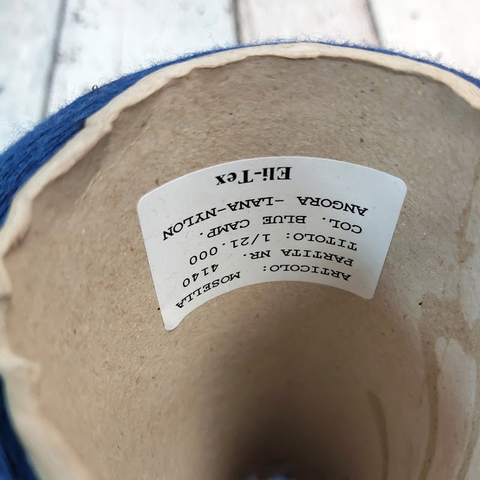 ARTICOLO: MOSELLA
PARTITA NR. 4140
TITOLO: 1/21.000
COL. BLUE CAMP.
ANGORA -LANA-NYLON
Eli-Tex